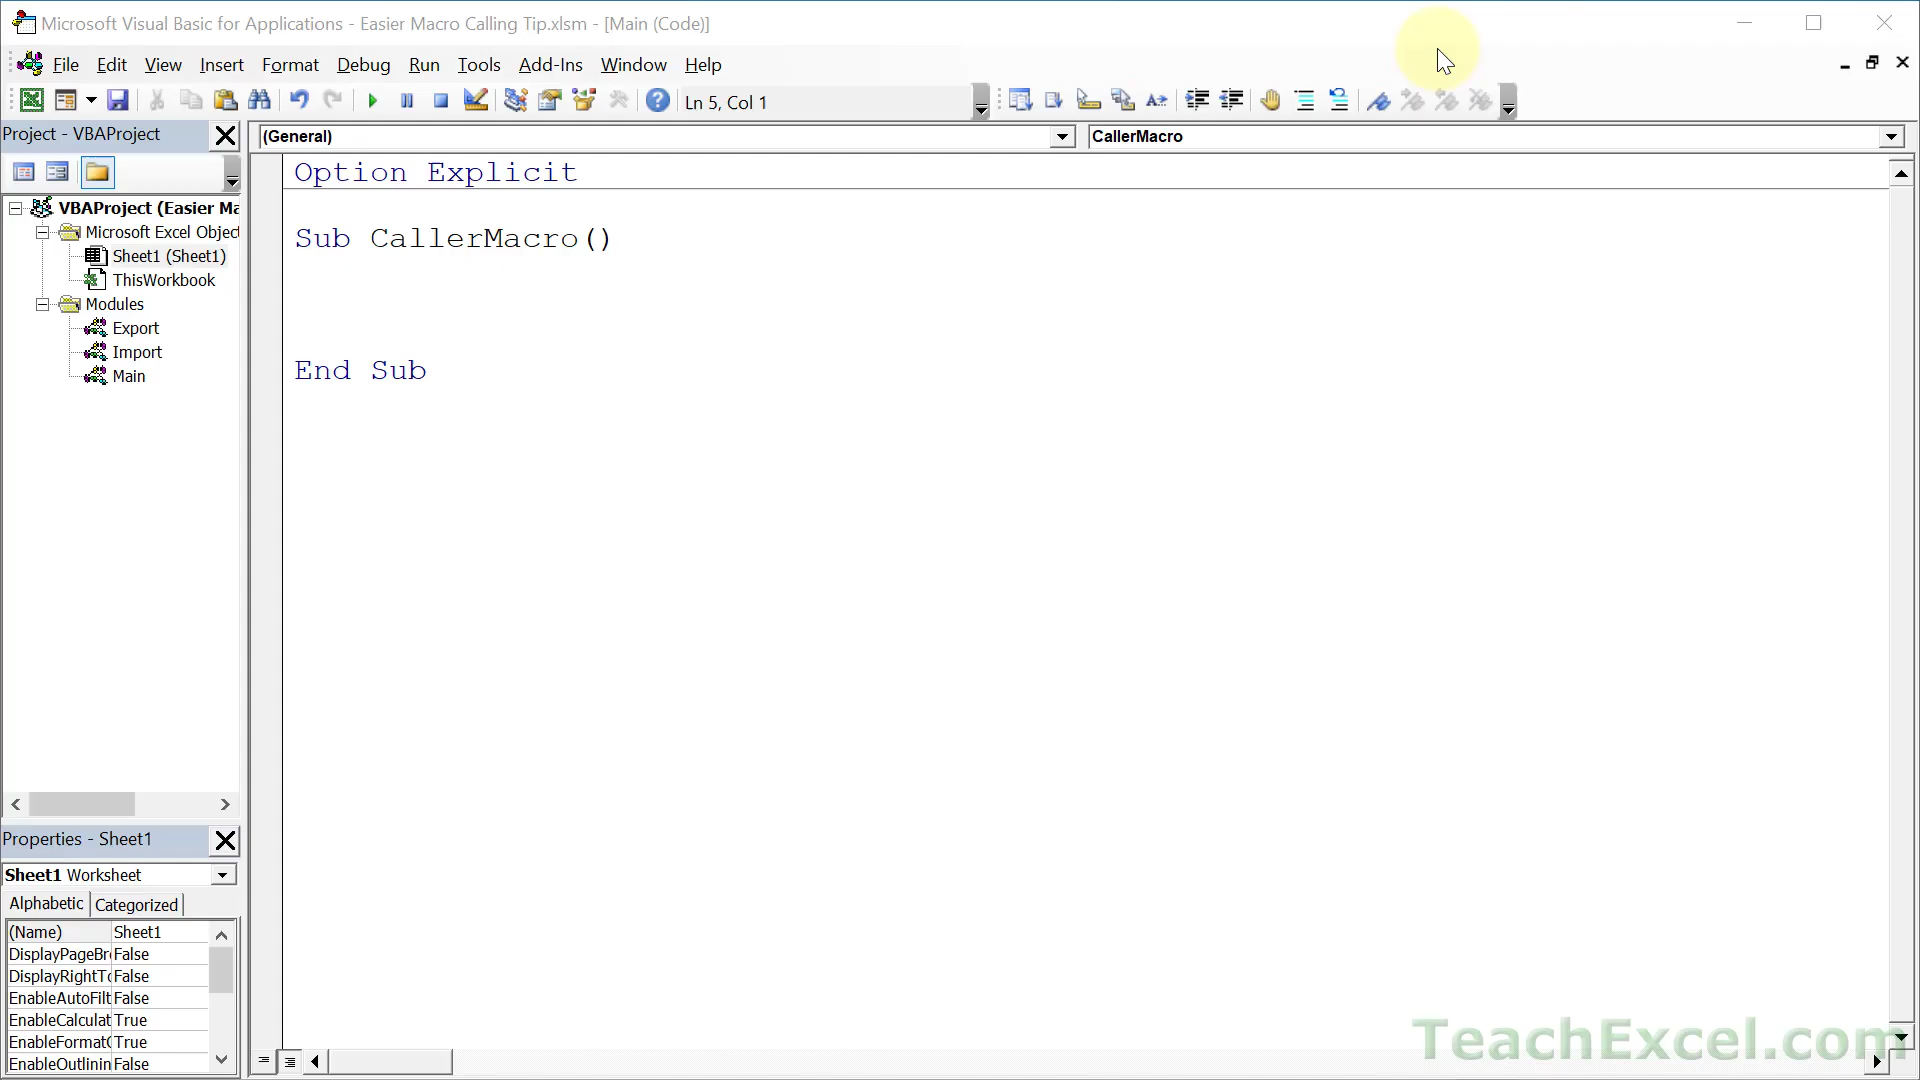 Microsoft Visual Basic for Applications - Easier Macro Calling Tip.xlsm - [Main (Code)]
File Edit View Insert Format Debug Run Tools Add-Ins Window Help
Ln 5, Col 1
Project - VBAProject
(General)
CallerMacro
VBAProject (Easier Ma
Microsoft Excel Object
Sheet1 (Sheet1)
ThisWorkbook
Modules
Export
Import
Main
Option Explicit
Sub CallerMacro()
End Sub
Properties - Sheet1
Sheet1 Worksheet
Alphabetic Categorized
(Name) Sheet1
DisplayPageBr False
DisplayRightT False
EnableAutoFilt False
EnableCalculat True
EnableFormat True
EnableOutlinin False
TeachExcel.com